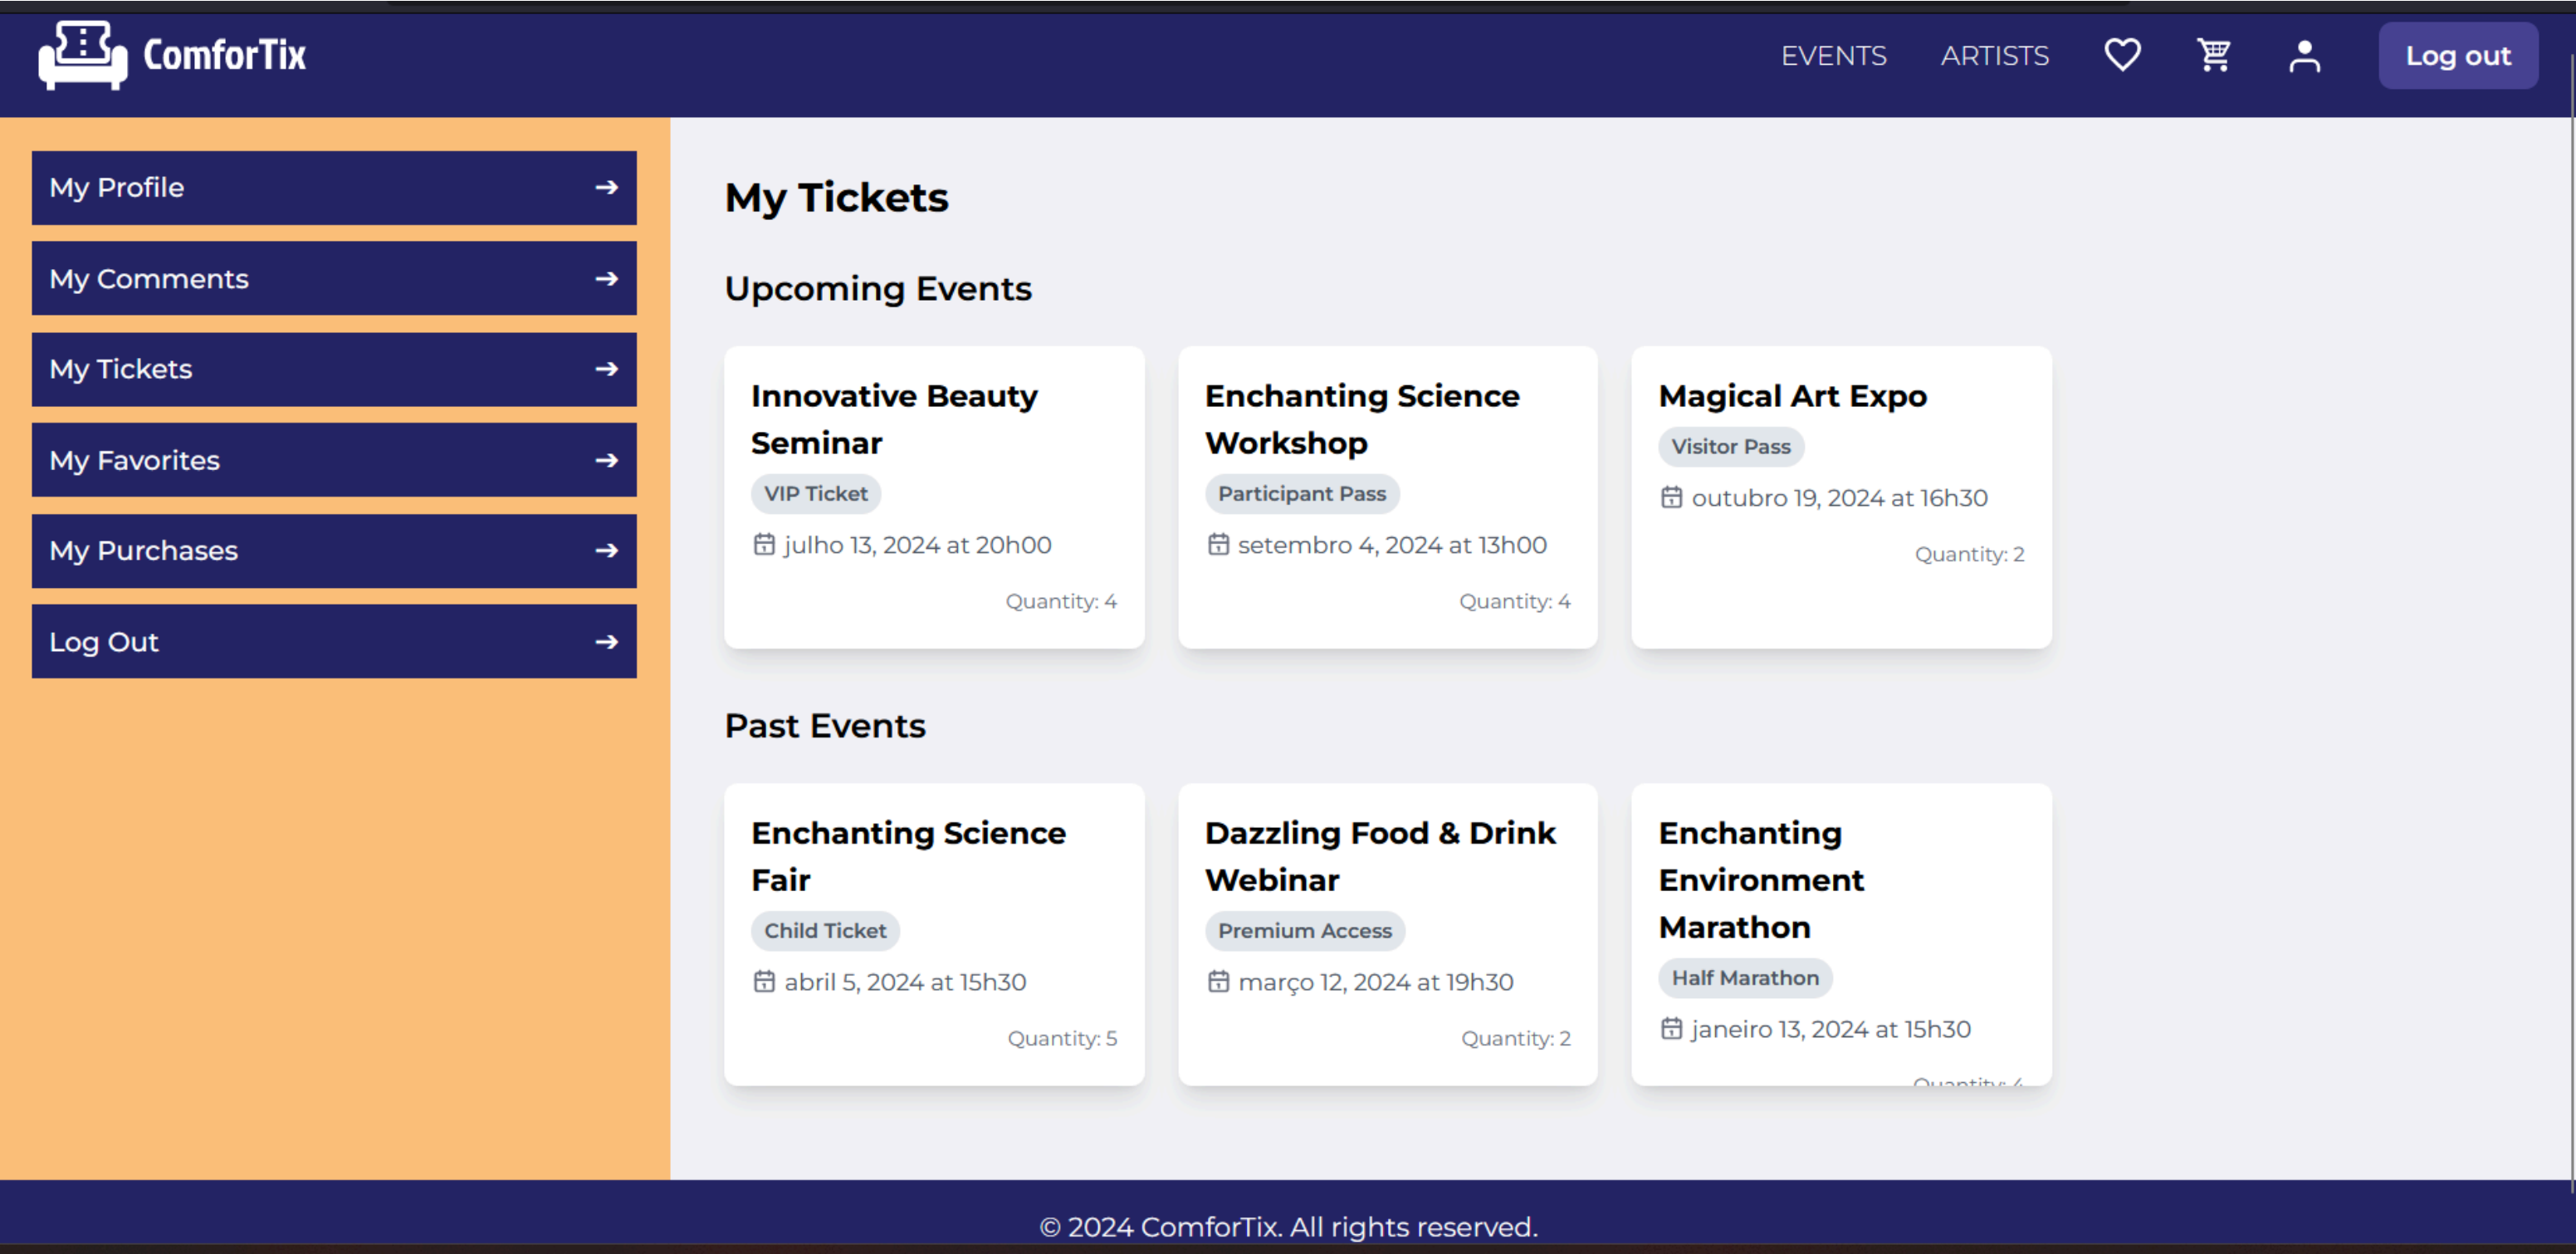 ComforTix
EVENTS
ARTISTS
Log out
My Profile
My Comments
My Tickets
My Favorites
My Purchases
Log Out
My Tickets
Upcoming Events
Innovative Beauty
Seminar
VIP Ticket
julho 13, 2024 at 20h00
Quantity: 4
Enchanting Science
Workshop
Participant Pass
setembro 4, 2024 at 13h00
Quantity: 4
Magical Art Expo
Visitor Pass
outubro 19, 2024 at 16h30
Quantity: 2
Past Events
Enchanting Science
Fair
Child Ticket
abril 5, 2024 at 15h30
Quantity: 5
Dazzling Food & Drink
Webinar
Premium Access
março 12, 2024 at 19h30
Quantity: 2
Enchanting
Environment
Marathon
Half Marathon
janeiro 13, 2024 at 15h30
Quantity: 4
© 2024 ComforTix. All rights reserved.